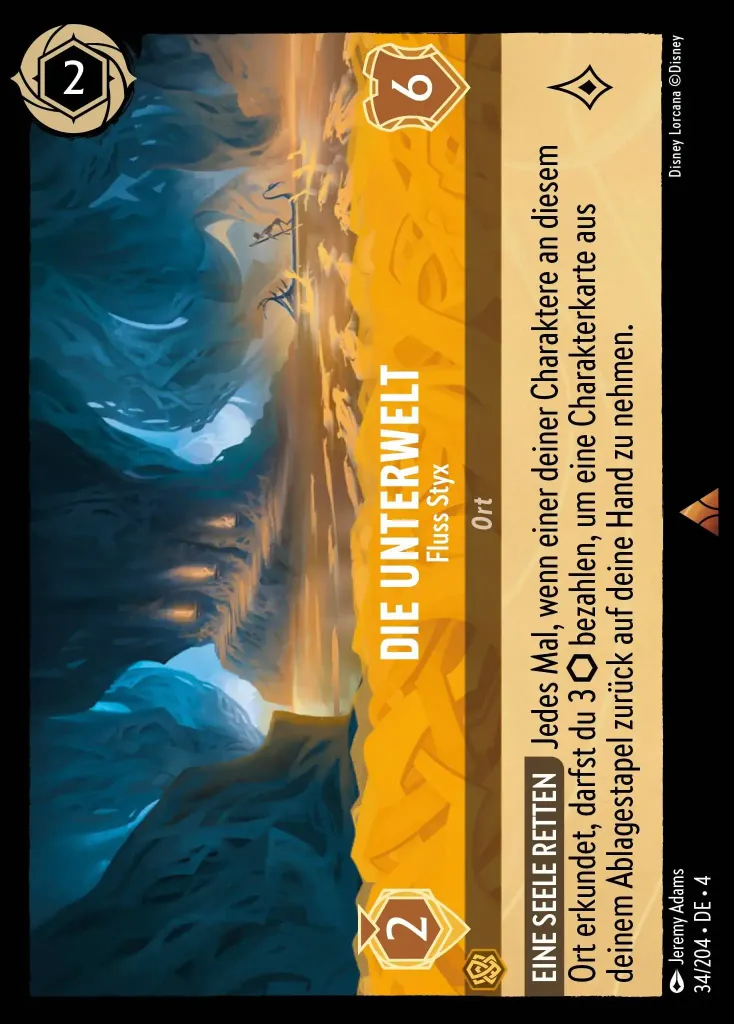 2
DIE UNTERWELT
Fluss Styx
2
6
Ort
EINE SEELE RETTEN Jedes Mal, wenn einer deiner Charaktere an diesem
Ort erkundet, darfst du 3 ⬡ bezahlen, um eine Charakterkarte aus
deinem Ablagestapel zurück auf deine Hand zu nehmen.
Jeremy Adams
34/204 • DE • 4
Disney Lorcana ©Disney